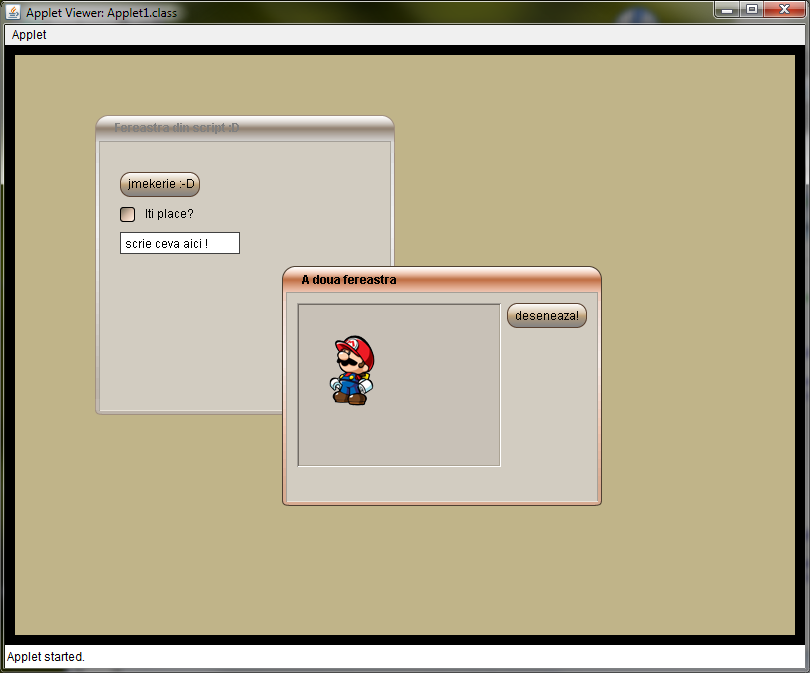 Applet Viewer: Applet1.class
Applet
Fereastra din script :D
jmekerie :-D
Iti place?
scrie ceva aici !
A doua fereastra
deseneaza!
Applet started.